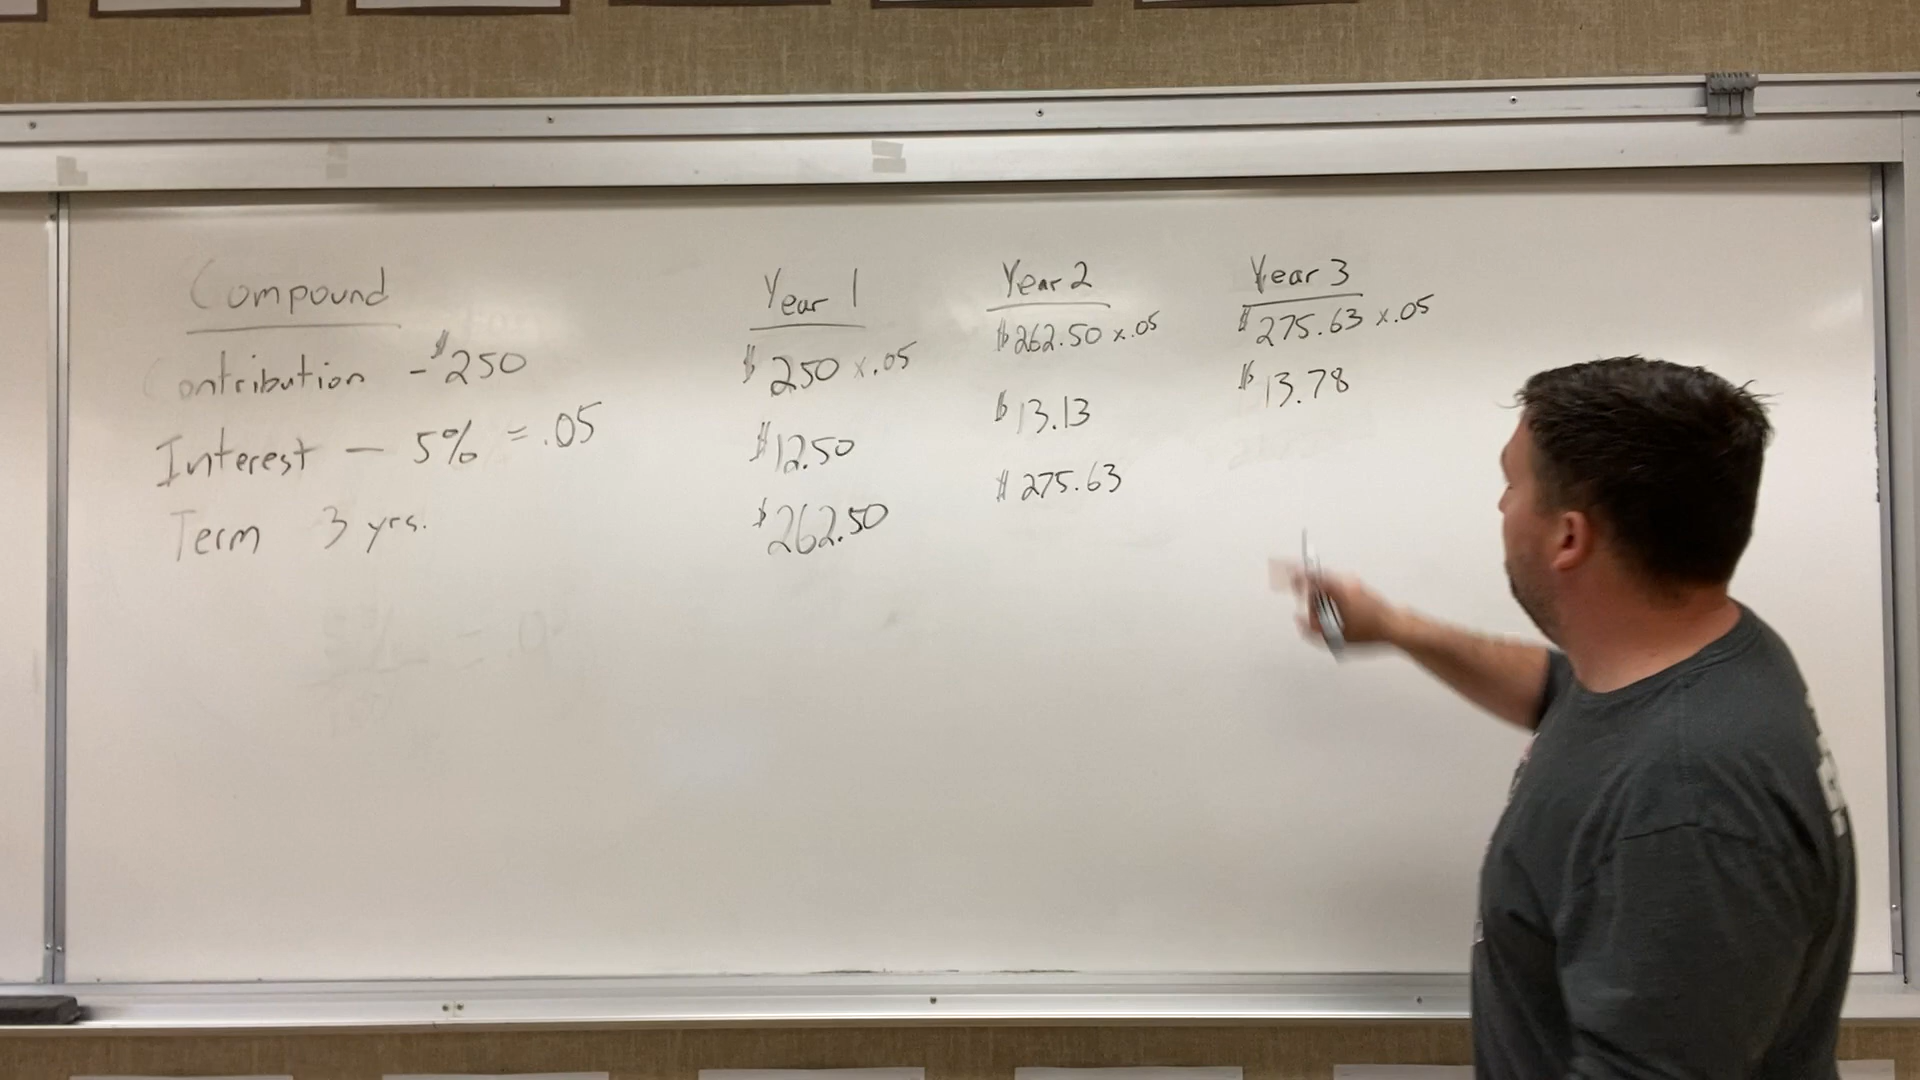 Compound
Contribution - $250
Interest - 5% = .05
Term 3 yrs.
Year 1
$250 x .05
$12.50
$262.50
Year 2
$262.50 x .05
$13.13
$275.63
Year 3
$275.63 x .05
$13.78